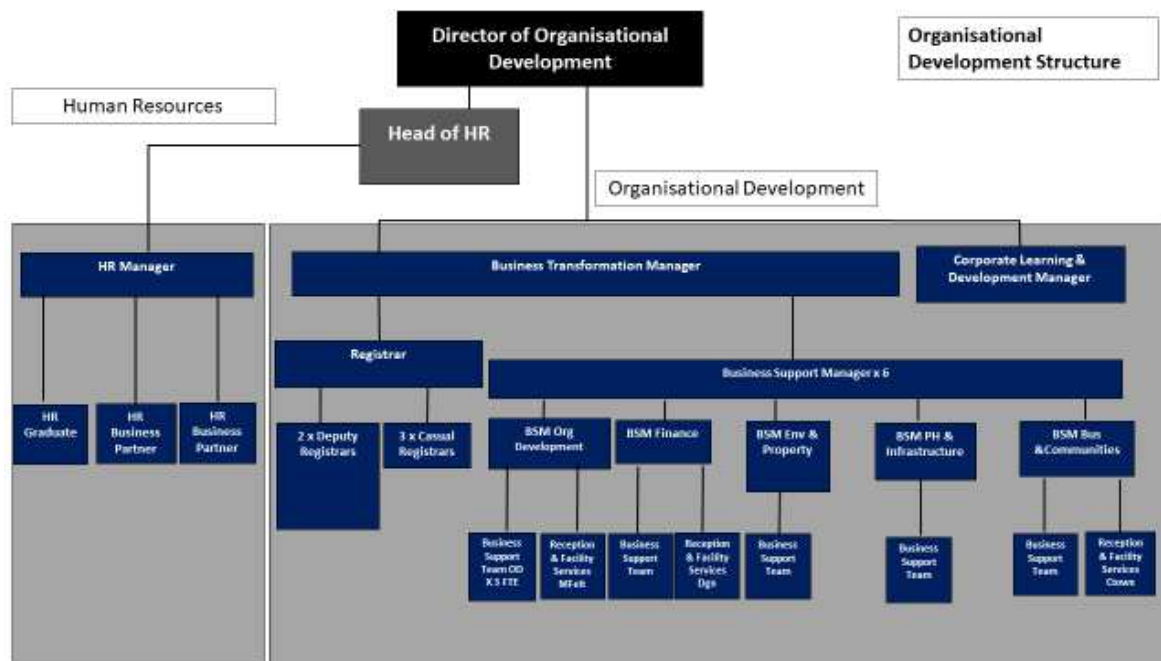 Director of Organisational
Development
Organisational
Development Structure
Human Resources
Head of HR
Organisational Development
HR Manager
Business Transformation Manager
Corporate Learning &
Development Manager
Registrar
Business Support Manager x 6
HR
Graduate
HR
Business
Partner
HR
Business
Partner
2 x Deputy
Registrars
3 x Casual
Registrars
BSM Org
Development
BSM Finance
BSM Env &
Property
BSM PH &
Infrastructure
BSM Bus
&Communities
Business
Support
Team OD
X 5 FTE
Reception
& Facility
Services
MFelt
Business
Support
Team
Reception
& Facility
Services
Dgn
Business
Support
Team
Business
Support
Team
Business
Support
Team
Reception
& Facility
Services